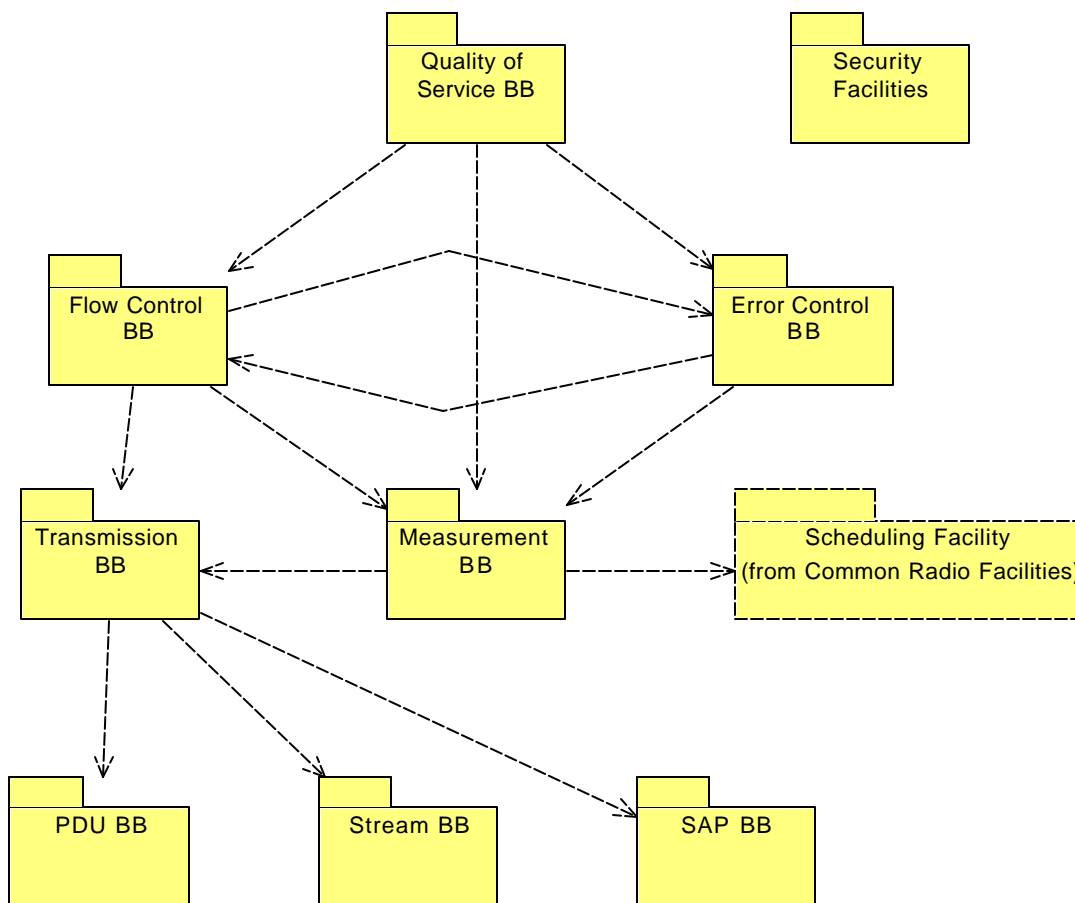 Quality of
Service BB
Security
Facilities
Flow Control
BB
Error Control
BB
Transmission
BB
Measurement
BB
Scheduling Facility
(from Common Radio Facilities)
PDU BB
Stream BB
SAP BB